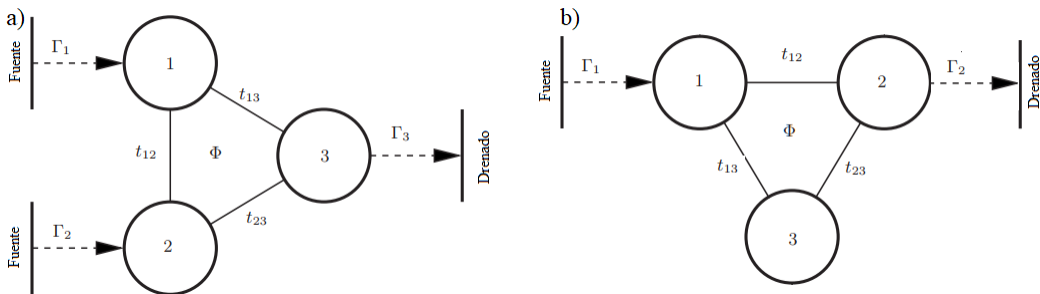 a)
Fuente
Γ₁
1
t₁₃
t₁₂
Φ
3
Γ₃
Drenado
t₂₃
Fuente
Γ₂
2
b)
Fuente
Γ₁
1
t₁₂
2
Γ₂
Drenado
Φ
t₁₃
t₂₃
3